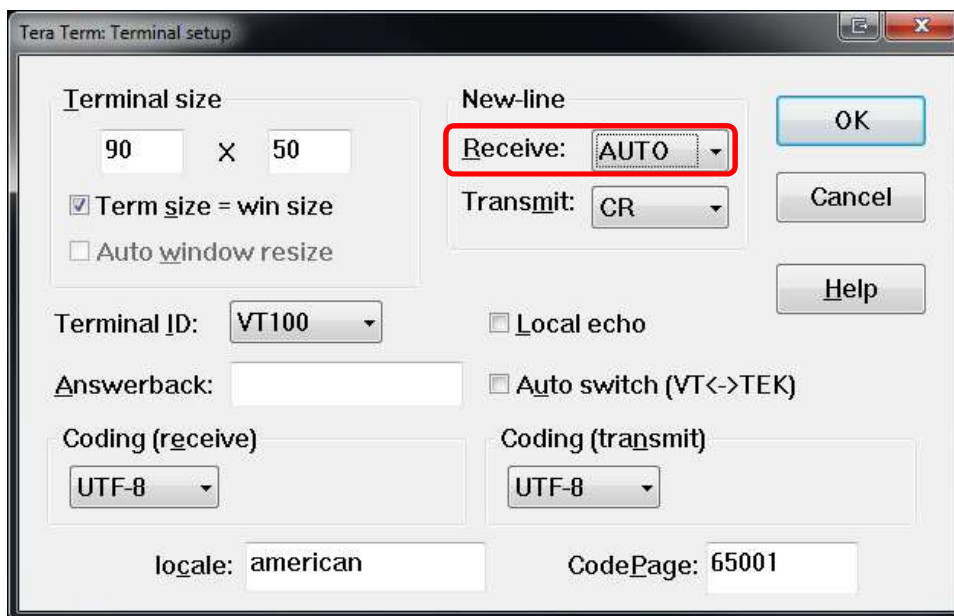 Tera Term: Terminal setup
Terminal size
90 X 50
Term size = win size
Auto window resize
New-line
Receive: AUTO
Transmit: CR
OK
Cancel
Help
Terminal ID: VT100
Local echo
Answerback:
Auto switch (VT<->TEK)
Coding (receive)
UTF-8
Coding (transmit)
UTF-8
locale: american
CodePage: 65001